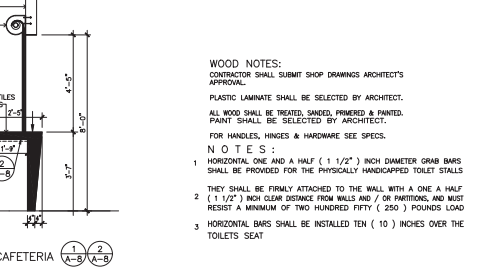 TILES
2'-5"
4'-5"
8'-0"
1'-9"
3'-7"
2
A-8
4" 4"
CAFETERIA 1 A-8 2 A-8
WOOD NOTES:
CONTRACTOR SHALL SUBMIT SHOP DRAWINGS ARCHITECT'S
APPROVAL.
PLASTIC LAMINATE SHALL BE SELECTED BY ARCHITECT.
ALL WOOD SHALL BE TREATED, SANDED, PRIMERED & PAINTED.
PAINT SHALL BE SELECTED BY ARCHITECT.
FOR HANDLES, HINGES & HARDWARE SEE SPECS.
N O T E S :
1 HORIZONTAL ONE AND A HALF ( 1 1/2" ) INCH DIAMETER GRAB BARS
SHALL BE PROVIDED FOR THE PHYSICALLY HANDICAPPED TOILET STALLS
THEY SHALL BE FIRMLY ATTACHED TO THE WALL WITH A ONE A HALF
2 ( 1 1/2" ) INCH CLEAR DISTANCE FROM WALLS AND / OR PARTITIONS, AND MUST
RESIST A MINIMUM OF TWO HUNDRED FIFTY ( 250 ) POUNDS LOAD
3 HORIZONTAL BARS SHALL BE INSTALLED TEN ( 10 ) INCHES OVER THE
TOILETS SEAT